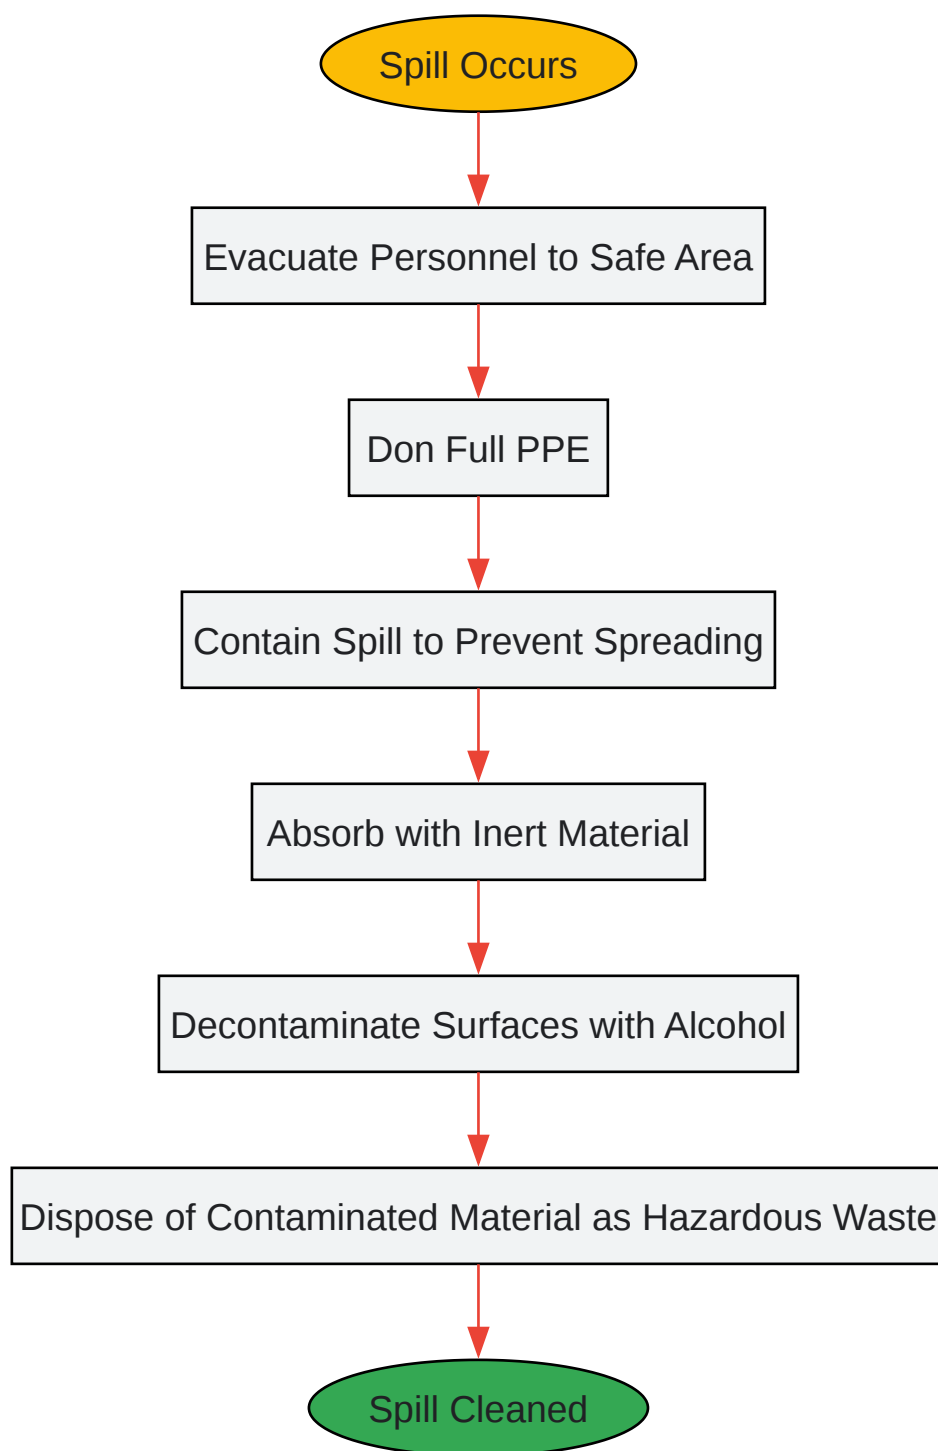 Spill Occurs
Evacuate Personnel to Safe Area
Don Full PPE
Contain Spill to Prevent Spreading
Absorb with Inert Material
Decontaminate Surfaces with Alcohol
Dispose of Contaminated Material as Hazardous Waste
Spill Cleaned